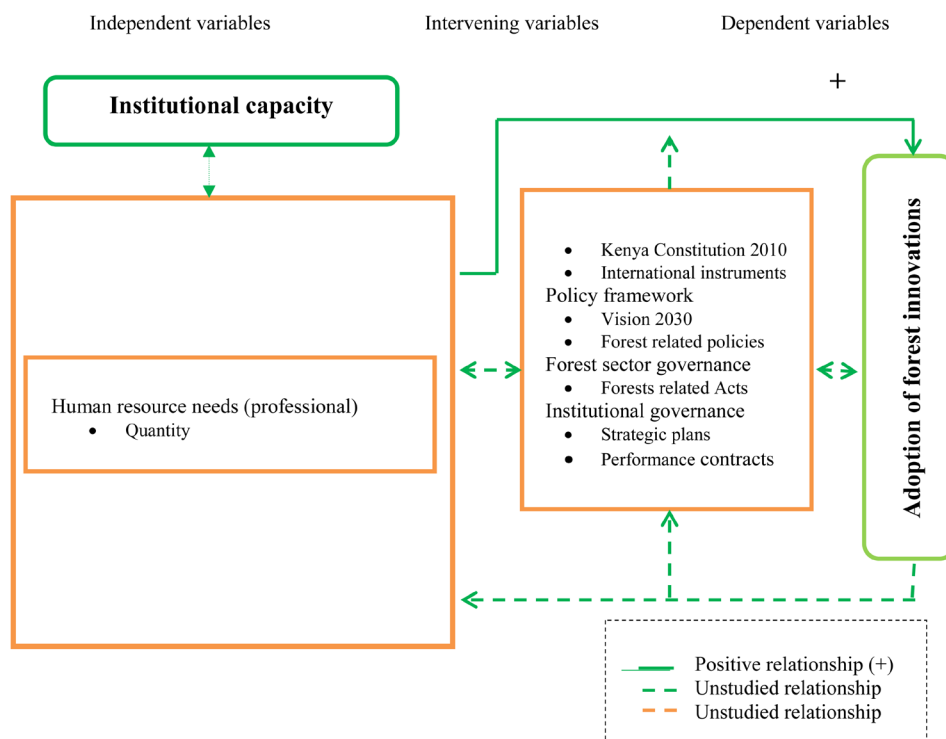 Independent variables
Intervening variables
Dependent variables
+
Institutional capacity
Human resource needs (professional)
• Quantity
• Kenya Constitution 2010
• International instruments
Policy framework
• Vision 2030
• Forest related policies
Forest sector governance
• Forests related Acts
Institutional governance
• Strategic plans
• Performance contracts
Adoption of forest innovations
Positive relationship (+)
Unstudied relationship
Unstudied relationship